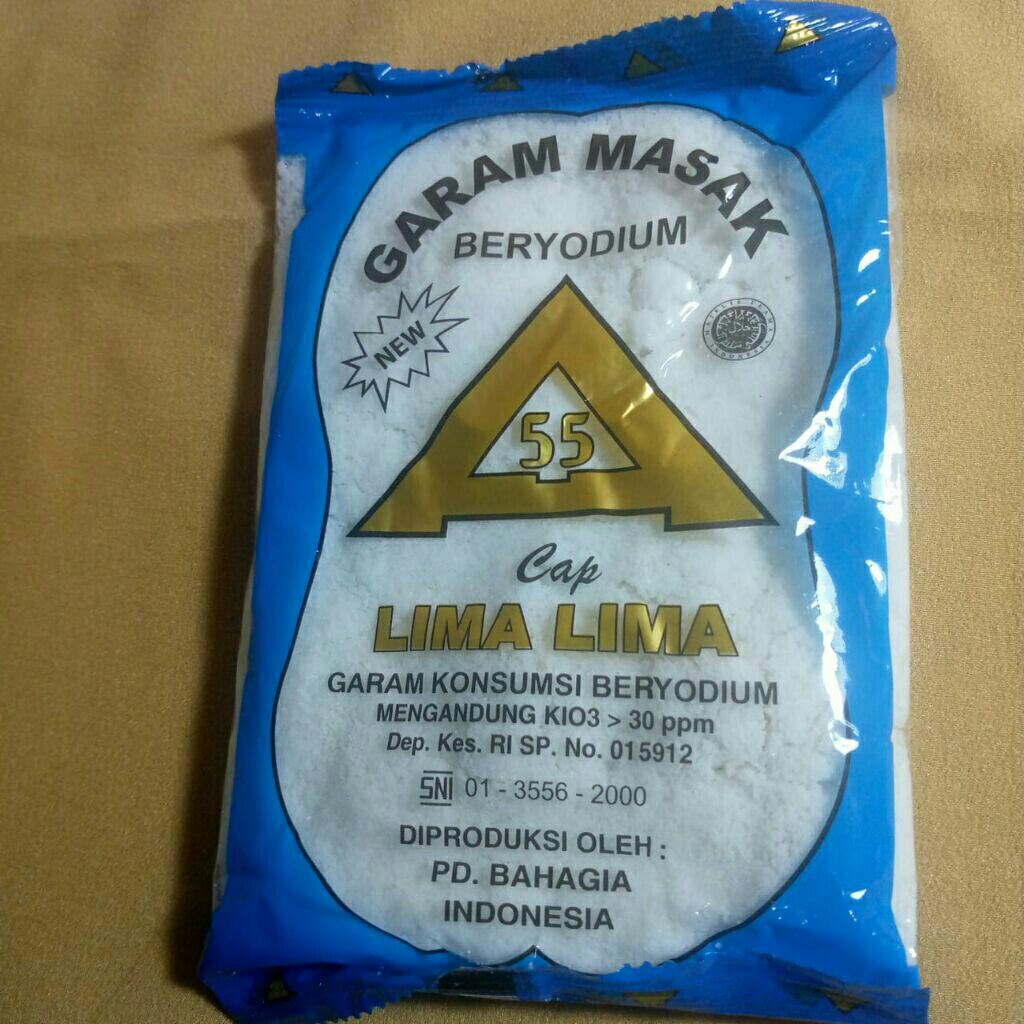 GARAM MASAK
BERYODIUM
NEW
55
Cap
LIMA LIMA
GARAM KONSUMSI BERYODIUM
MENGANDUNG KIO3 > 30 ppm
Dep. Kes. RI SP. No. 015912
SNI 01 - 3556 - 2000
DIPRODUKSI OLEH :
PD. BAHAGIA
INDONESIA